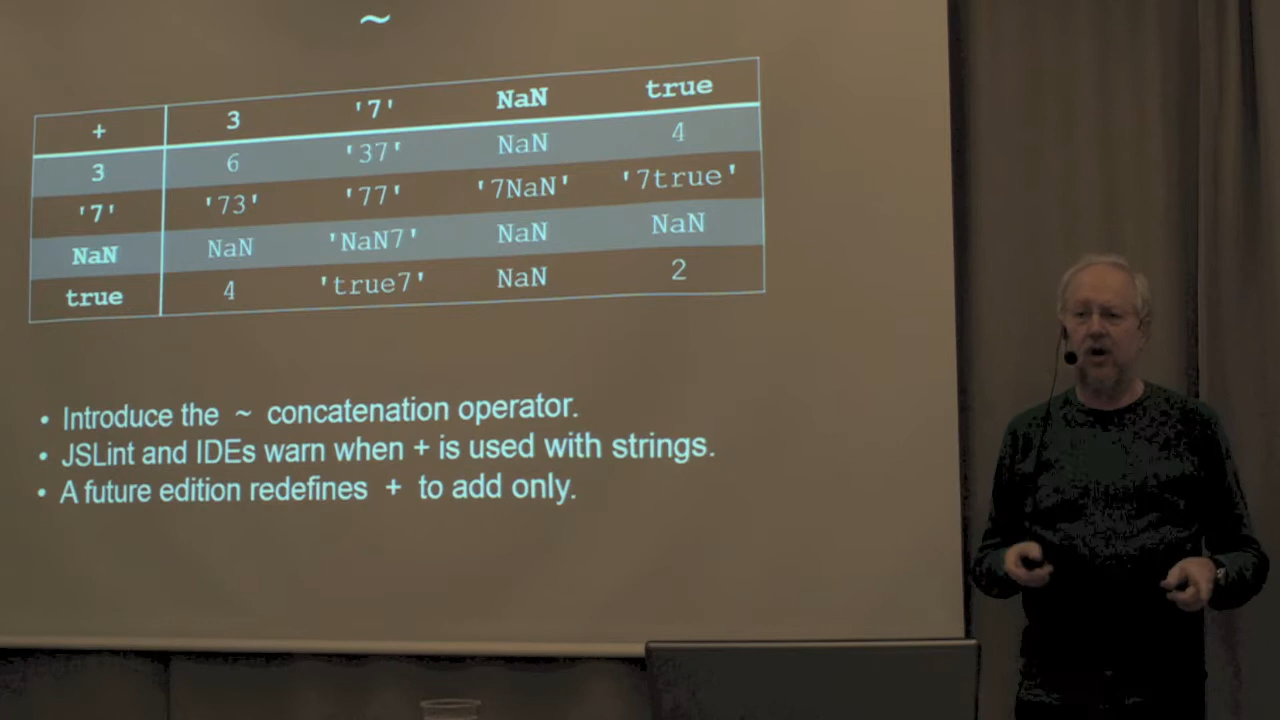 ~
+ 3 '7' NaN true
3 6 '37' NaN 4
'7' '73' '77' '7NaN' '7true'
NaN NaN 'NaN7' NaN NaN
true 4 'true7' NaN 2
• Introduce the ~ concatenation operator.
• JSLint and IDEs warn when + is used with strings.
• A future edition redefines + to add only.